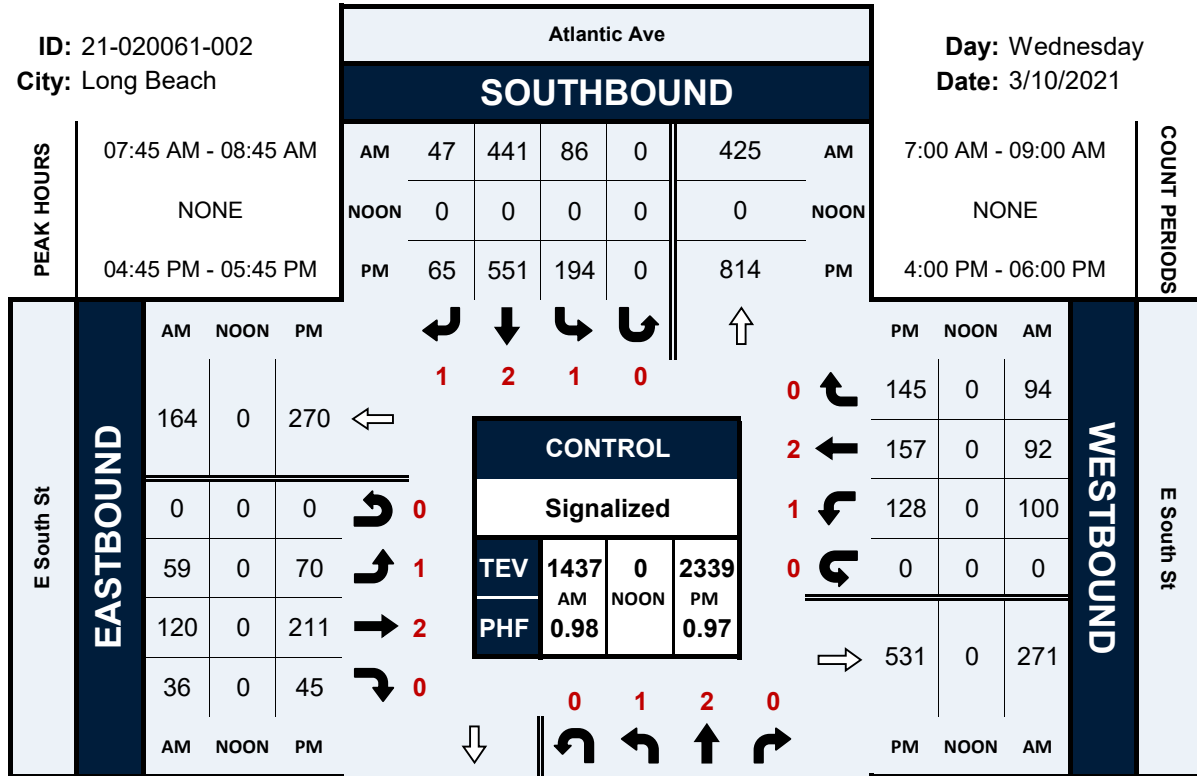 ID: 21-020061-002
City: Long Beach
Atlantic Ave
SOUTHBOUND
Day: Wednesday
Date: 3/10/2021
PEAK HOURS
07:45 AM - 08:45 AM
NONE
04:45 PM - 05:45 PM
AM 47 441 86 0 425 AM
NOON 0 0 0 0 0 NOON
PM 65 551 194 0 814 PM
7:00 AM - 09:00 AM
NONE
4:00 PM - 06:00 PM
COUNT PERIODS
1 2 1 0
E South St
EASTBOUND
AM NOON PM
164 0 270
0 0 0 0
59 0 70 1
120 0 211 2
36 0 45 0
AM NOON PM
CONTROL
Signalized
TEV 1437 0 2339
AM NOON PM
PHF 0.98 0.97
PM NOON AM
0 145 0 94
2 157 0 92
1 128 0 100
0 0 0 0
531 0 271
PM NOON AM
WESTBOUND
E South St
0 1 2 0